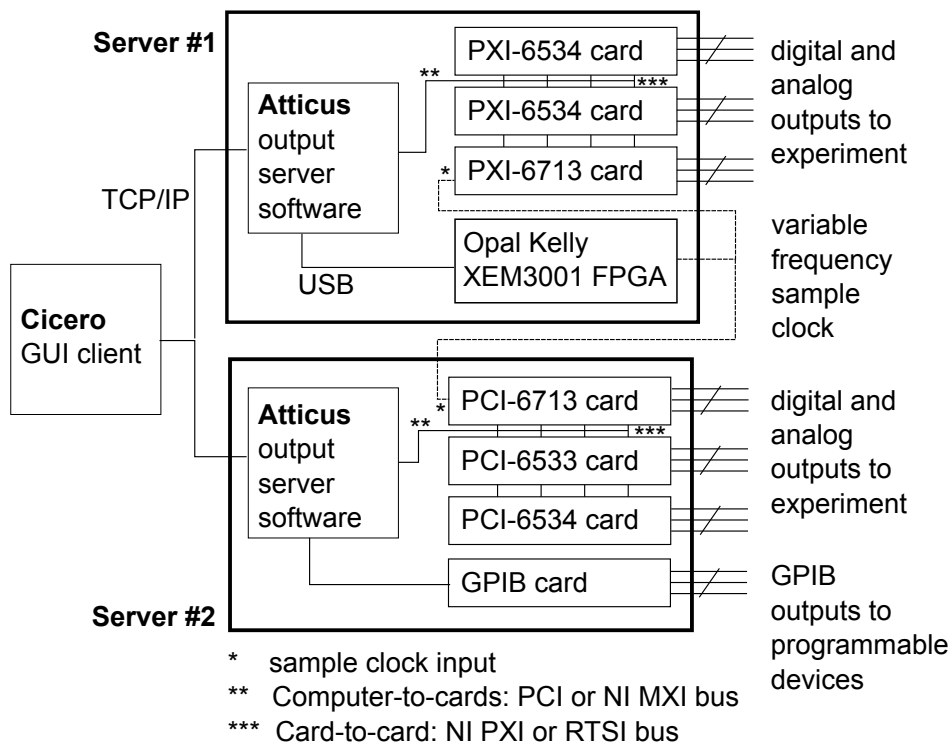 Server #1
PXI-6534 card
**
***
PXI-6534 card
*
PXI-6713 card
digital and
analog
outputs to
experiment
Atticus
output
server
software
TCP/IP
USB
Opal Kelly
XEM3001 FPGA
variable
frequency
sample
clock
Cicero
GUI client
Atticus
output
server
software
PCI-6713 card
*
**
***
PCI-6533 card
PCI-6534 card
digital and
analog
outputs to
experiment
GPIB card
GPIB
outputs to
programmable
devices
Server #2
* sample clock input
** Computer-to-cards: PCI or NI MXI bus
*** Card-to-card: NI PXI or RTSI bus